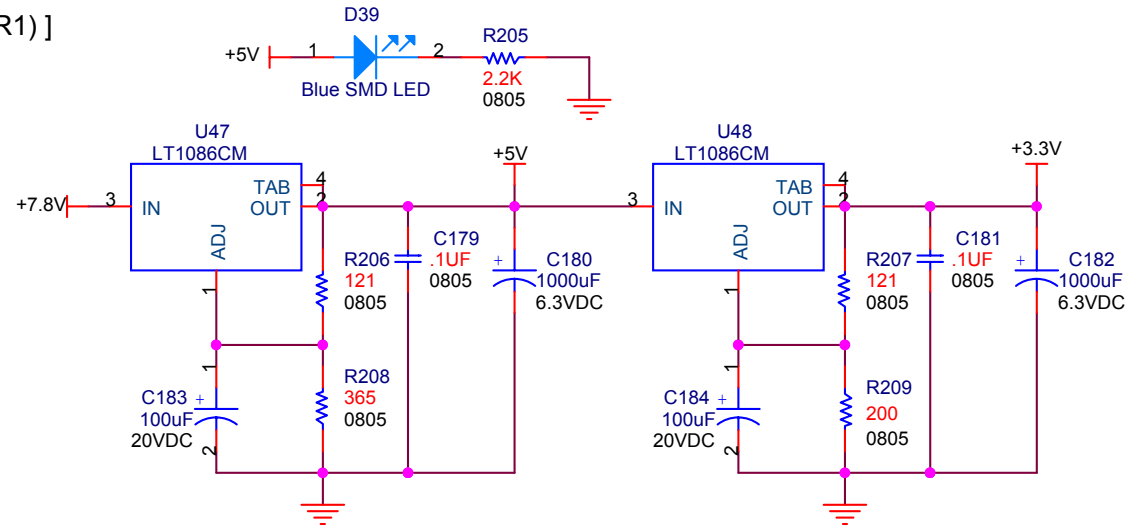 R1) ]
D39
+5V
1
2
Blue SMD LED
R205
2.2K
0805
U47
LT1086CM
+7.8V
3
IN
TAB
OUT
ADJ
4
2
1
+5V
R206
121
0805
C179
.1UF
0805
+
C180
1000uF
6.3VDC
1
C183
+
100uF
20VDC
2
R208
365
0805
U48
LT1086CM
3
IN
TAB
OUT
ADJ
4
2
1
+3.3V
R207
121
0805
C181
.1UF
0805
+
C182
1000uF
6.3VDC
1
C184
+
100uF
20VDC
2
R209
200
0805